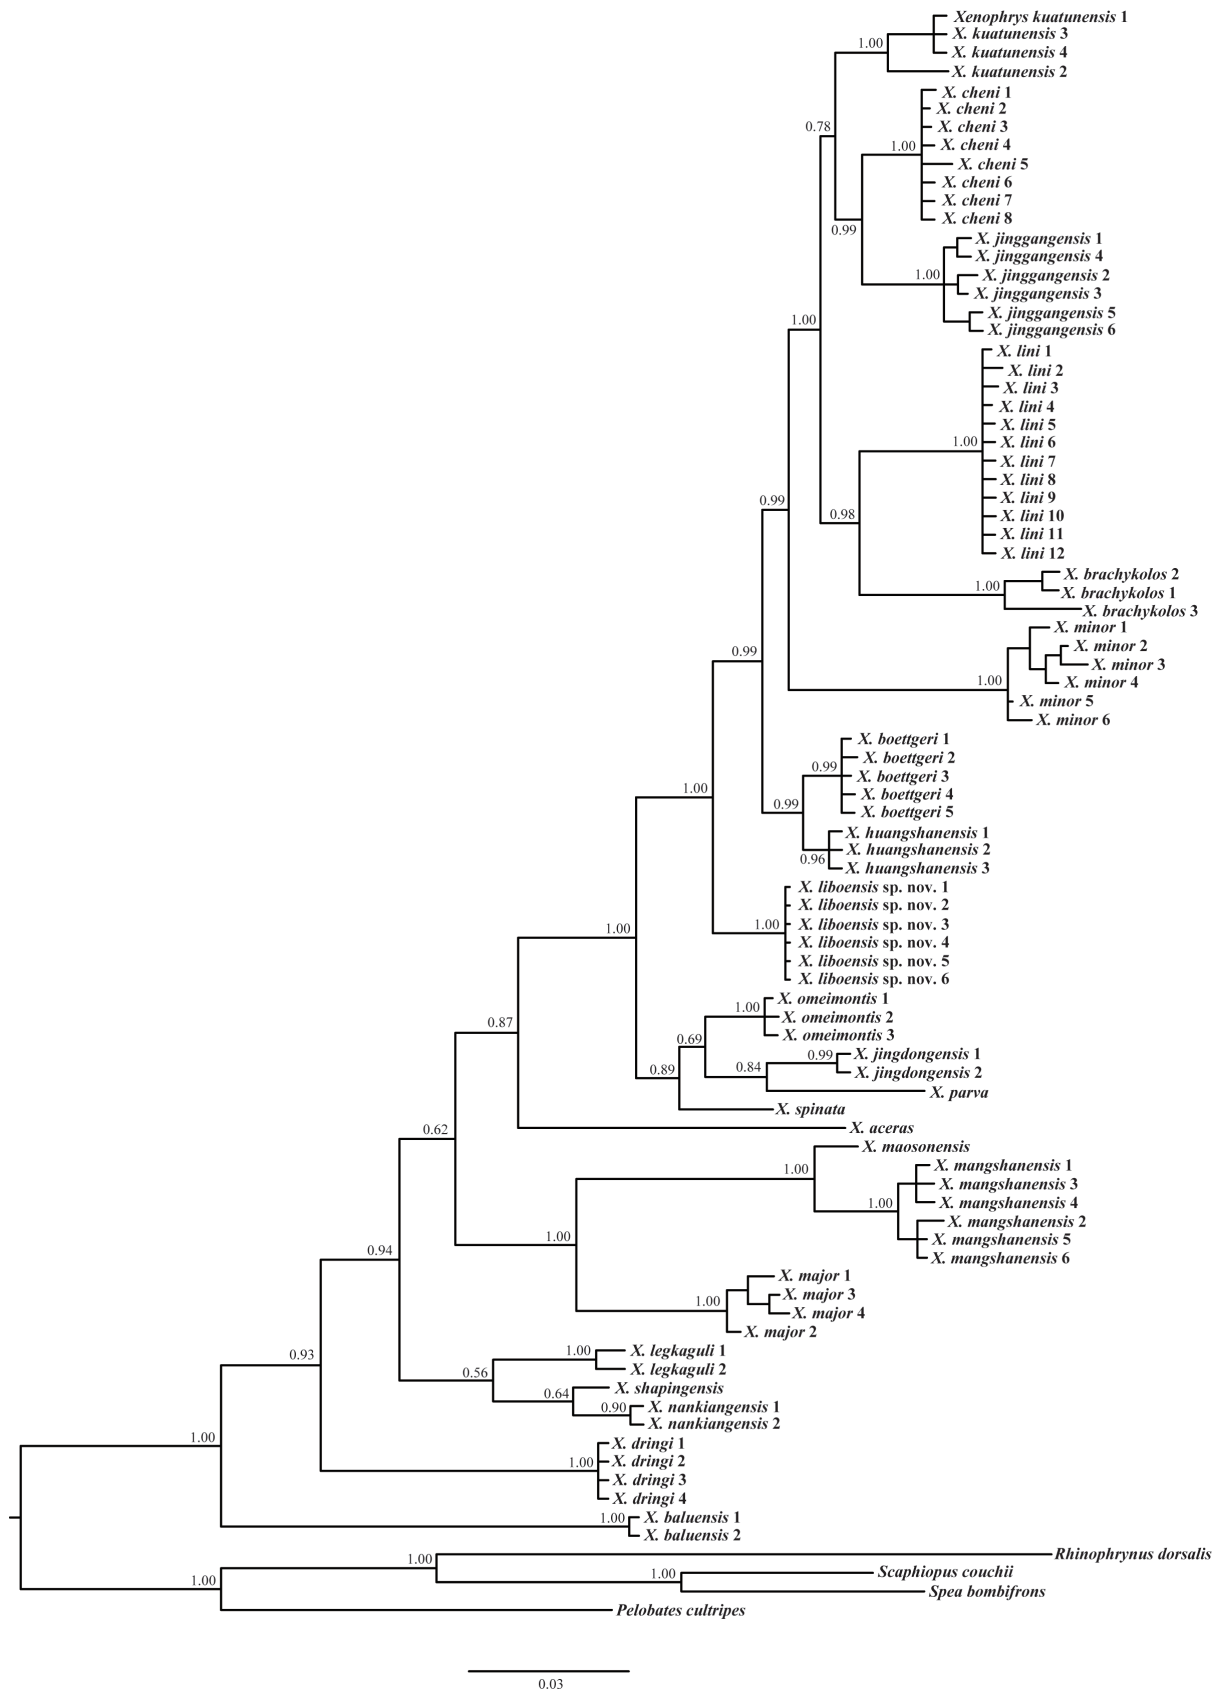 Xenophrys kuatunensis 1
X. kuatunensis 3
1.00
X. kuatunensis 4
X. kuatunensis 2
X. cheni 1
X. cheni 2
0.78
X. cheni 3
1.00
X. cheni 4
X. cheni 5
X. cheni 6
X. cheni 7
X. cheni 8
0.99
X. jinggangensis 1
X. jinggangensis 4
1.00
X. jinggangensis 2
X. jinggangensis 3
X. jinggangensis 5
1.00
X. jinggangensis 6
X. lini 1
X. lini 2
X. lini 3
X. lini 4
X. lini 5
1.00
X. lini 6
X. lini 7
X. lini 8
0.99
X. lini 9
0.98
X. lini 10
X. lini 11
X. lini 12
X. brachykolos 2
1.00
X. brachykolos 1
X. brachykolos 3
X. minor 1
0.99
X. minor 2
X. minor 3
1.00
X. minor 4
X. minor 5
X. minor 6
X. boettgeri 1
X. boettgeri 2
0.99
X. boettgeri 3
1.00
X. boettgeri 4
0.99
X. boettgeri 5
X. huangshanensis 1
X. huangshanensis 2
0.96
X. huangshanensis 3
X. liboensis sp. nov. 1
X. liboensis sp. nov. 2
1.00
X. liboensis sp. nov. 3
1.00
X. liboensis sp. nov. 4
X. liboensis sp. nov. 5
X. liboensis sp. nov. 6
X. omeimontis 1
1.00
X. omeimontis 2
0.87
X. omeimontis 3
0.69
X. jingdongensis 1
0.99
0.89
0.84
X. jingdongensis 2
X. parva
X. spinata
0.62
X. aceras
X. maosonensis
1.00
X. mangshanensis 1
X. mangshanensis 3
1.00
X. mangshanensis 4
X. mangshanensis 2
1.00
X. mangshanensis 5
0.94
X. mangshanensis 6
X. major 1
X. major 3
1.00
X. major 4
X. major 2
0.93
1.00
X. legkaguli 1
X. legkaguli 2
0.56
X. shapingensis
0.64
0.90
X. nankiangensis 1
X. nankiangensis 2
1.00
X. dringi 1
1.00
X. dringi 2
X. dringi 3
X. dringi 4
1.00
X. baluensis 1
X. baluensis 2
1.00
Rhinophrynus dorsalis
1.00
Scaphiopus couchii
1.00
Spea bombifrons
Pelobates cultripes
0.03